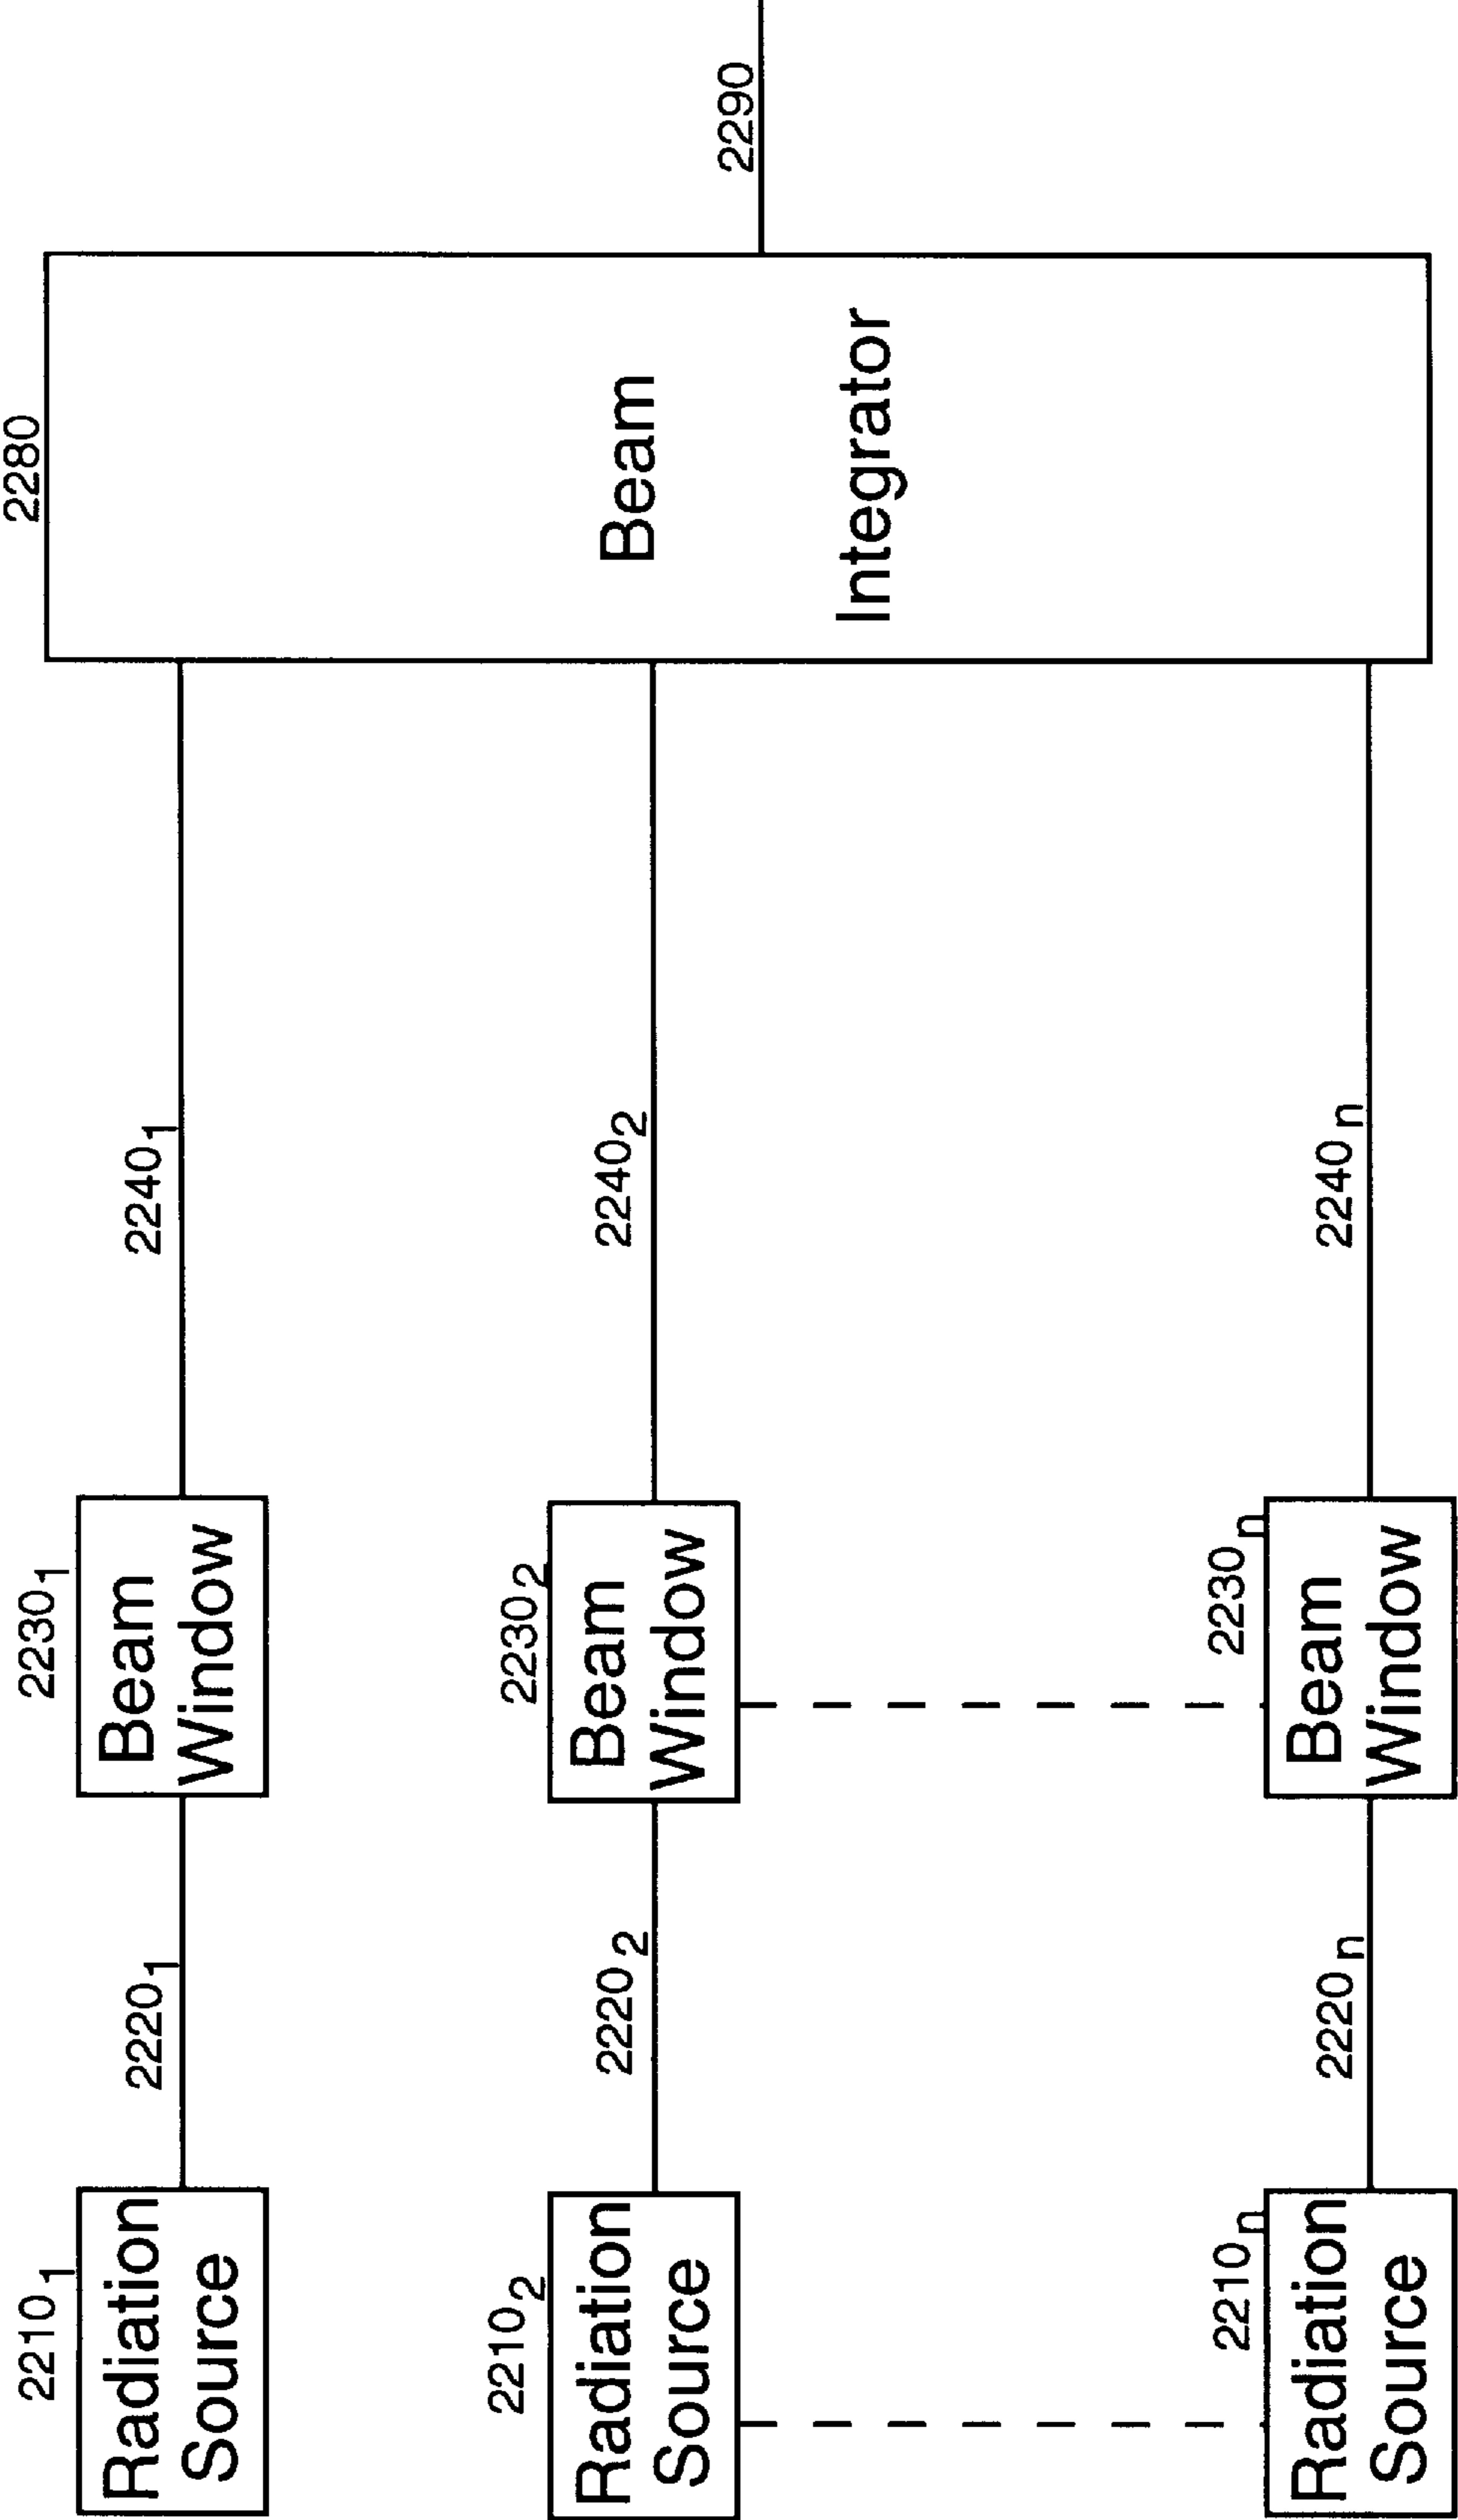 2210₁
Radiation
Source
2220₁
2230₁
Beam
Window
2240₁
2280
Beam
Integrator
2290
2210₂
Radiation
Source
2220₂
2230₂
Beam
Window
2240₂
2210n
Radiation
Source
2220n
2230n
Beam
Window
2240n